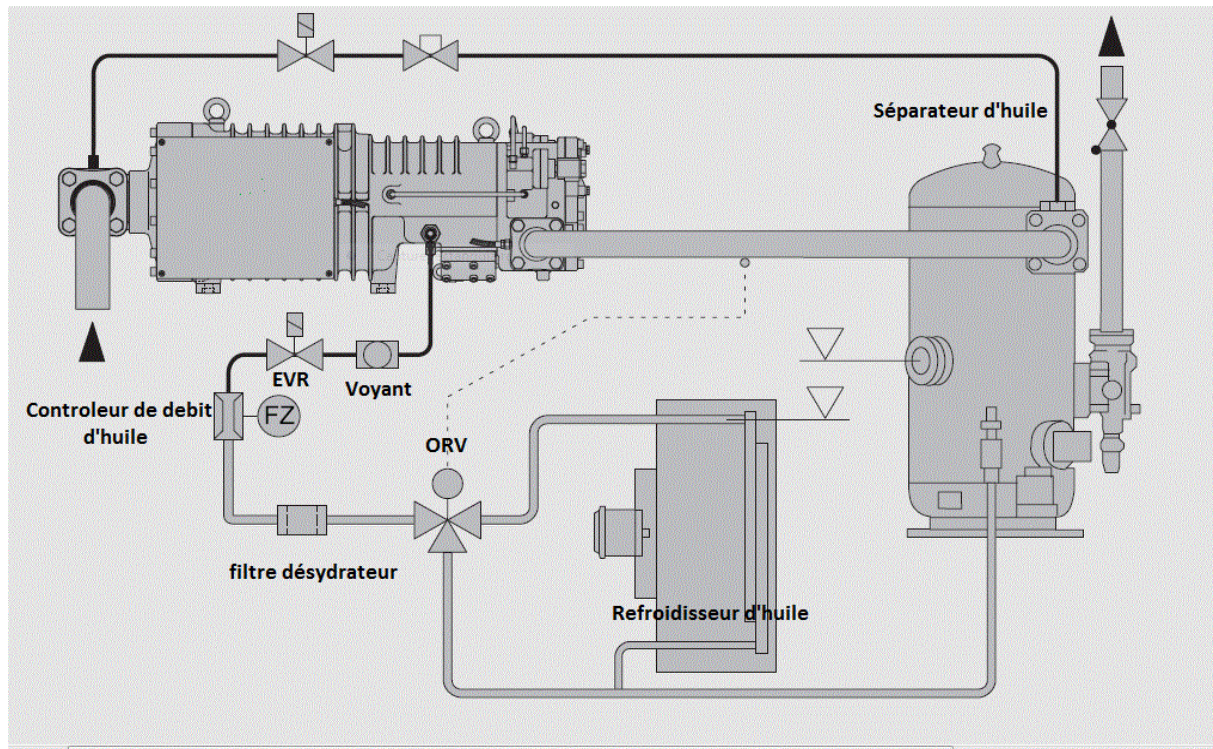 Séparateur d'huile
EVR
Voyant
Controleur de debit
d'huile
FZ
ORV
filtre désydrateur
Refroidisseur d'huile